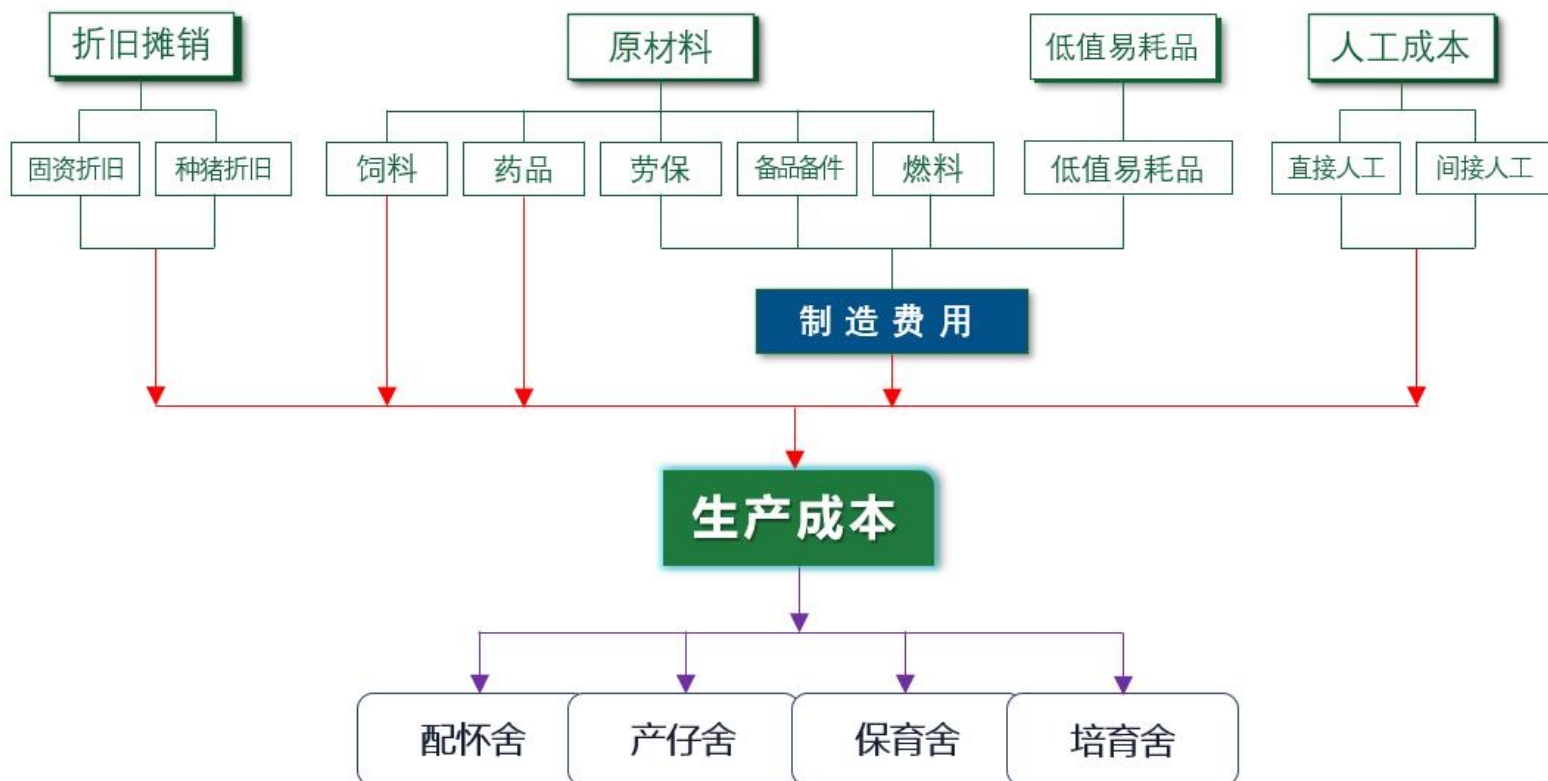 折旧摊销
原材料
低值易耗品
人工成本
固资折旧
种猪折旧
饲料
药品
劳保
备品备件
燃料
低值易耗品
直接人工
间接人工
制造费用
生产成本
配怀舍
产仔舍
保育舍
培育舍